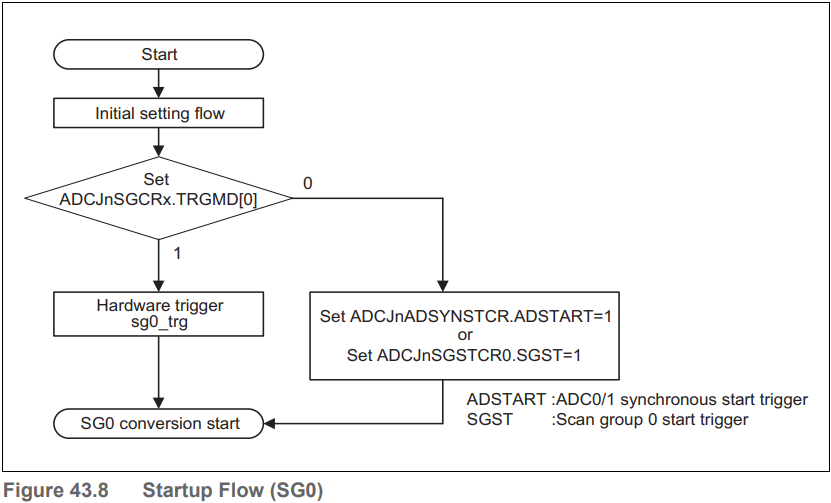 Start
Initial setting flow
Set
ADCJnSGCRx.TRGMD[0]
0
1
Hardware trigger
sg0_trg
Set ADCJnADSYNSTCR.ADSTART=1
or
Set ADCJnSGSTCR0.SGST=1
SG0 conversion start
ADSTART :ADC0/1 synchronous start trigger
SGST :Scan group 0 start trigger
Figure 43.8 Startup Flow (SG0)